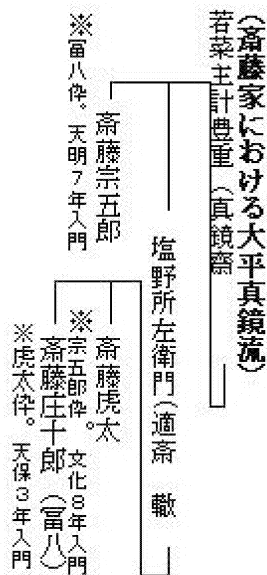 (斎藤家における大平真鏡流)
若菜主計豊重(真鏡齋)
塩野所左衛門(適斎 轍)
斎藤宗五郎
※冨八倅。天明7年入門
斎藤虎太
※宗五郎倅。文化8年入門
斎藤庄十郎(冨八)
※虎太倅。天保3年入門